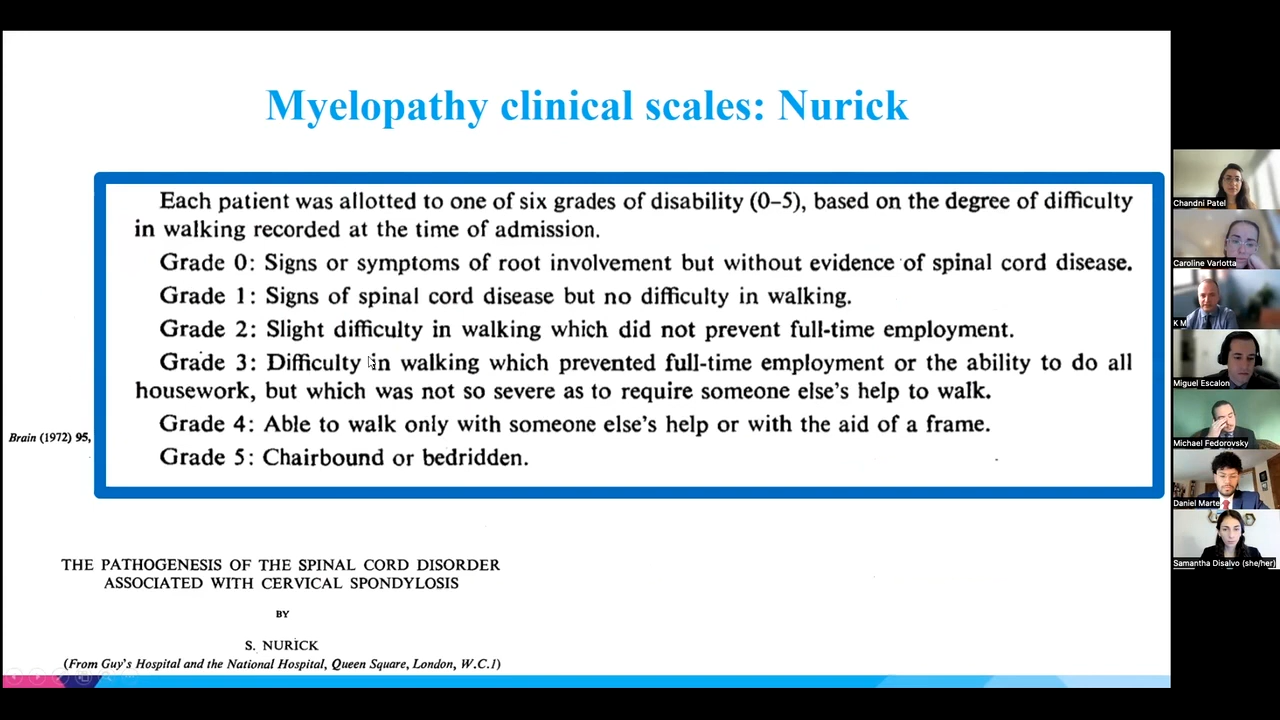 Myelopathy clinical scales: Nurick
Each patient was allotted to one of six grades of disability (0–5), based on the degree of difficulty
in walking recorded at the time of admission.
Grade 0: Signs or symptoms of root involvement but without evidence of spinal cord disease.
Grade 1: Signs of spinal cord disease but no difficulty in walking.
Grade 2: Slight difficulty in walking which did not prevent full-time employment.
Grade 3: Difficulty in walking which prevented full-time employment or the ability to do all
housework, but which was not so severe as to require someone else's help to walk.
Grade 4: Able to walk only with someone else's help or with the aid of a frame.
Grade 5: Chairbound or bedridden.
Brain (1972) 95,
THE PATHOGENESIS OF THE SPINAL CORD DISORDER
ASSOCIATED WITH CERVICAL SPONDYLOSIS
BY
S. NURICK
(From Guy's Hospital and the National Hospital, Queen Square, London, W.C.1)
Chandni Patel
Caroline Varlotta
K M
Miguel Escalon
Michael Fedorovsky
Daniel Marte
Samantha Disalvo (she/her)